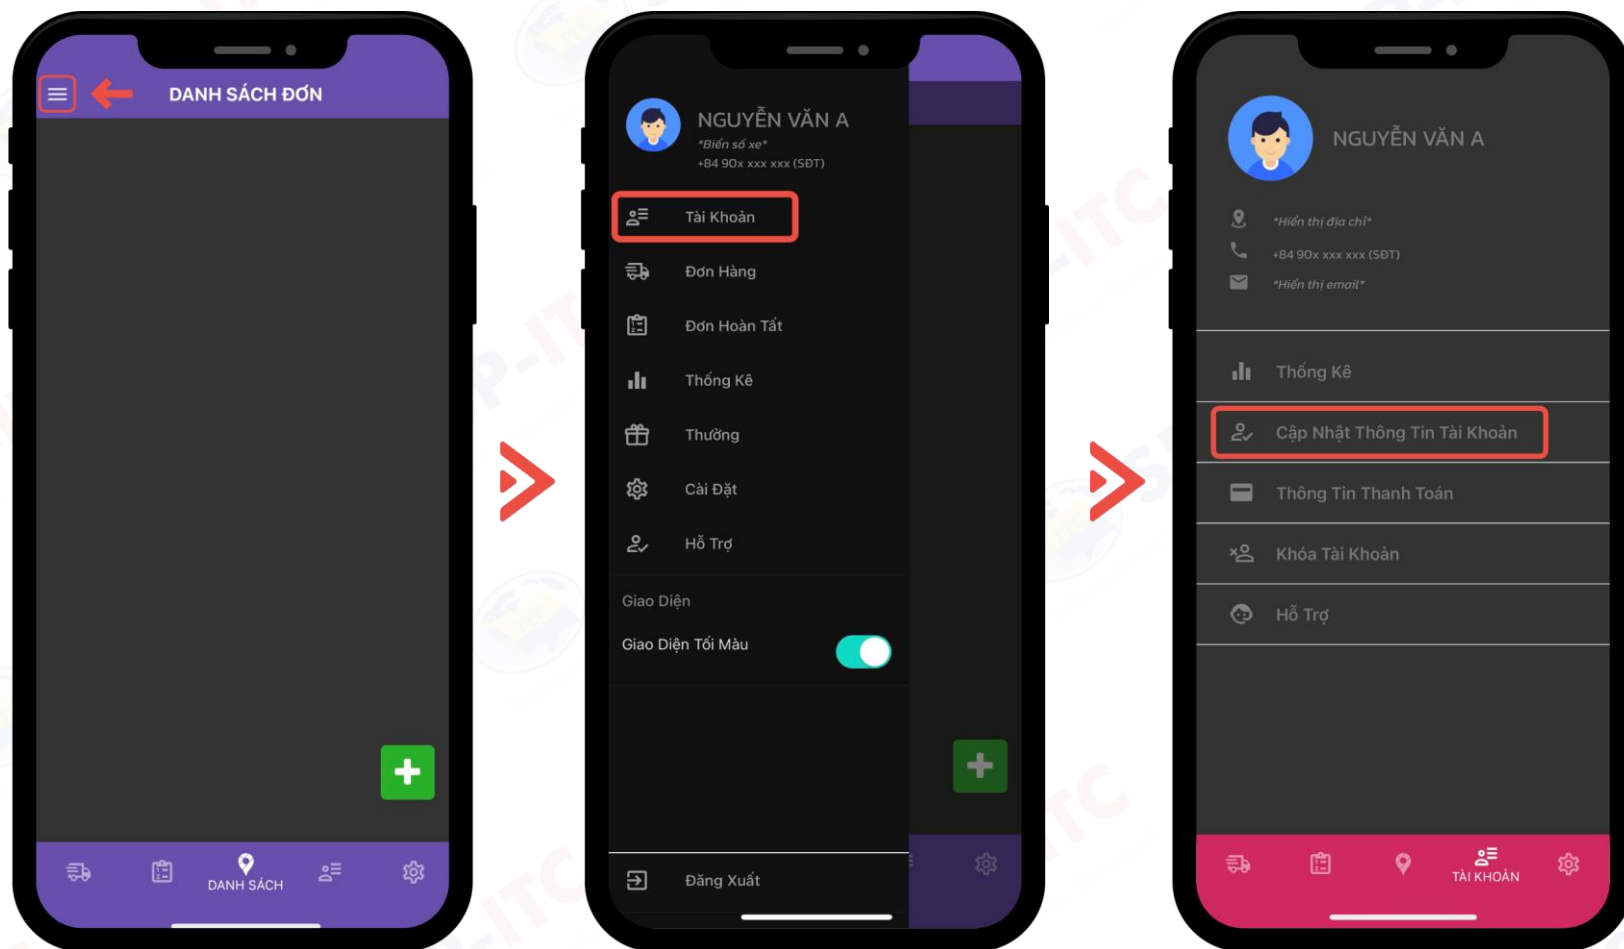 DANH SÁCH ĐƠN
DANH SÁCH
NGUYỄN VĂN A
*Biển số xe*
+84 90x xxx xxx (SĐT)
Tài Khoản
Đơn Hàng
Đơn Hoàn Tất
Thống Kê
Thưởng
Cài Đặt
Hỗ Trợ
Giao Diện
Giao Diện Tối Màu
Đăng Xuất
NGUYỄN VĂN A
*Hiển thị địa chỉ*
+84 90x xxx xxx (SĐT)
*Hiển thị email*
Thống Kê
Cập Nhật Thông Tin Tài Khoản
Thông Tin Thanh Toán
Khóa Tài Khoản
Hỗ Trợ
TÀI KHOẢN